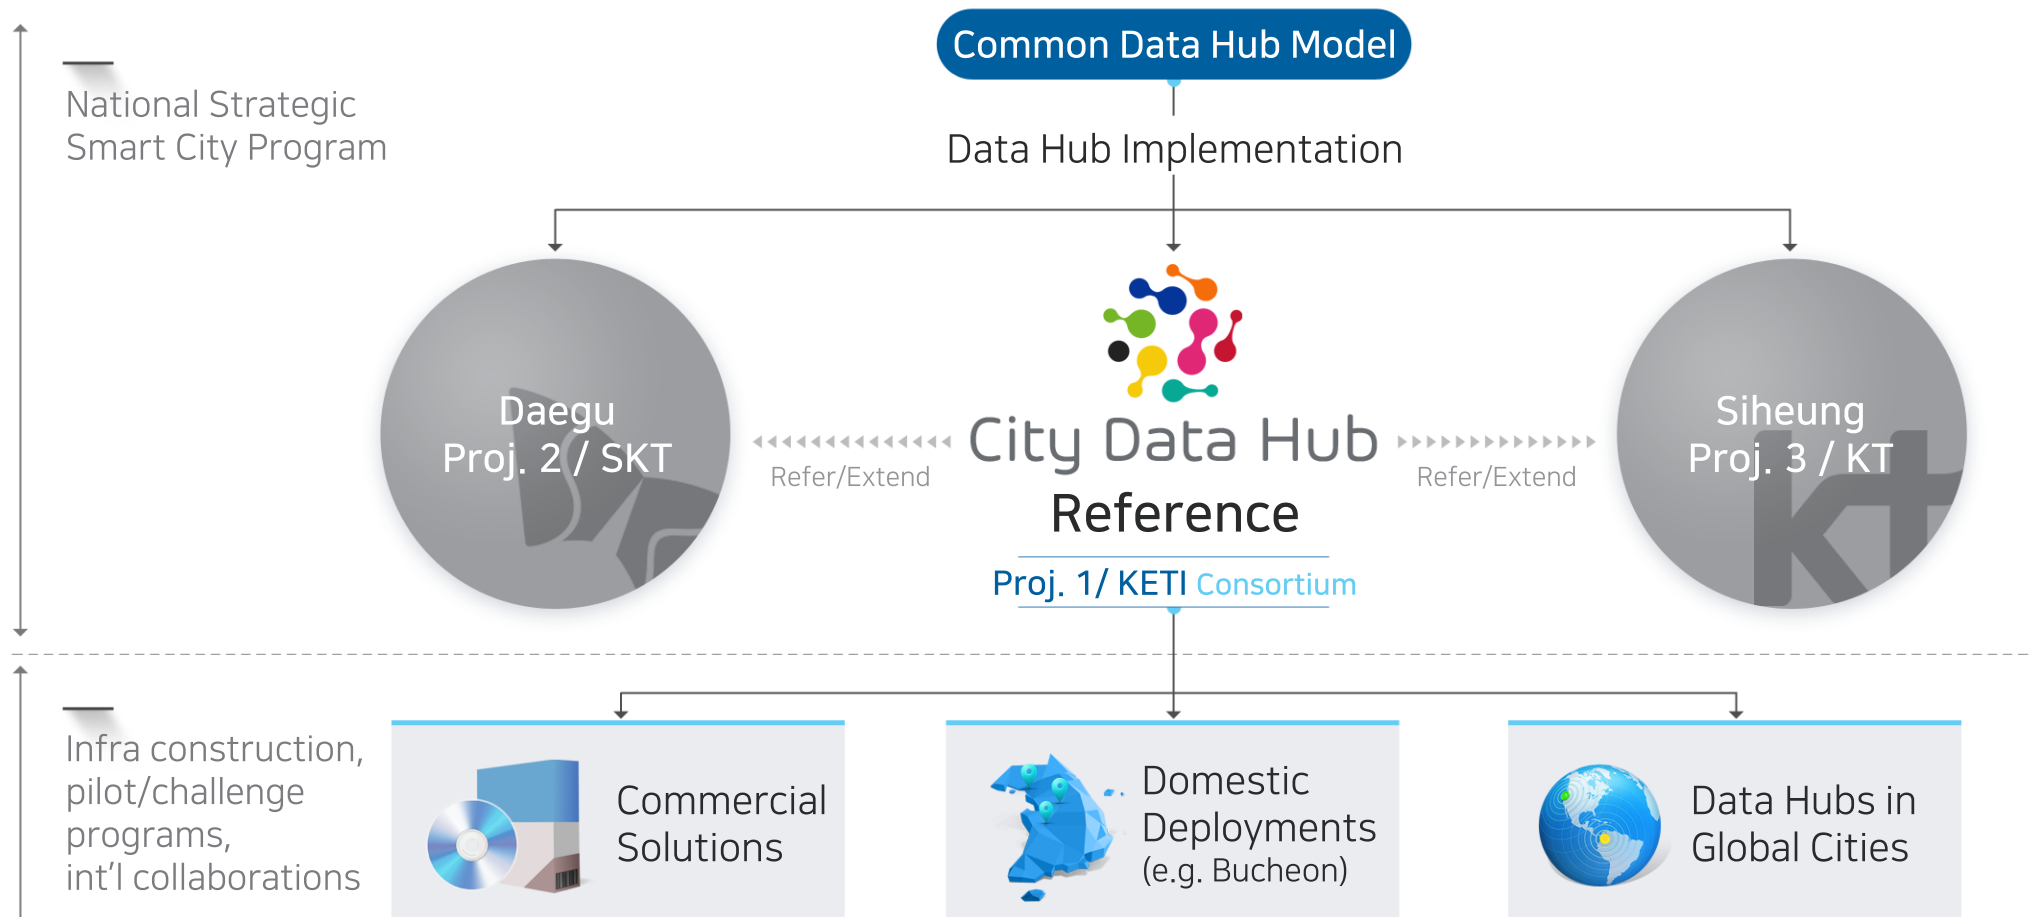 Common Data Hub Model
National Strategic
Smart City Program
Data Hub Implementation
Daegu
Proj. 2 / SKT
Refer/Extend
City Data Hub
Reference
Proj. 1/ KETI Consortium
Refer/Extend
Siheung
Proj. 3 / KT
kt
Infra construction,
pilot/challenge
programs,
int'l collaborations
Commercial
Solutions
Domestic
Deployments
(e.g. Bucheon)
Data Hubs in
Global Cities